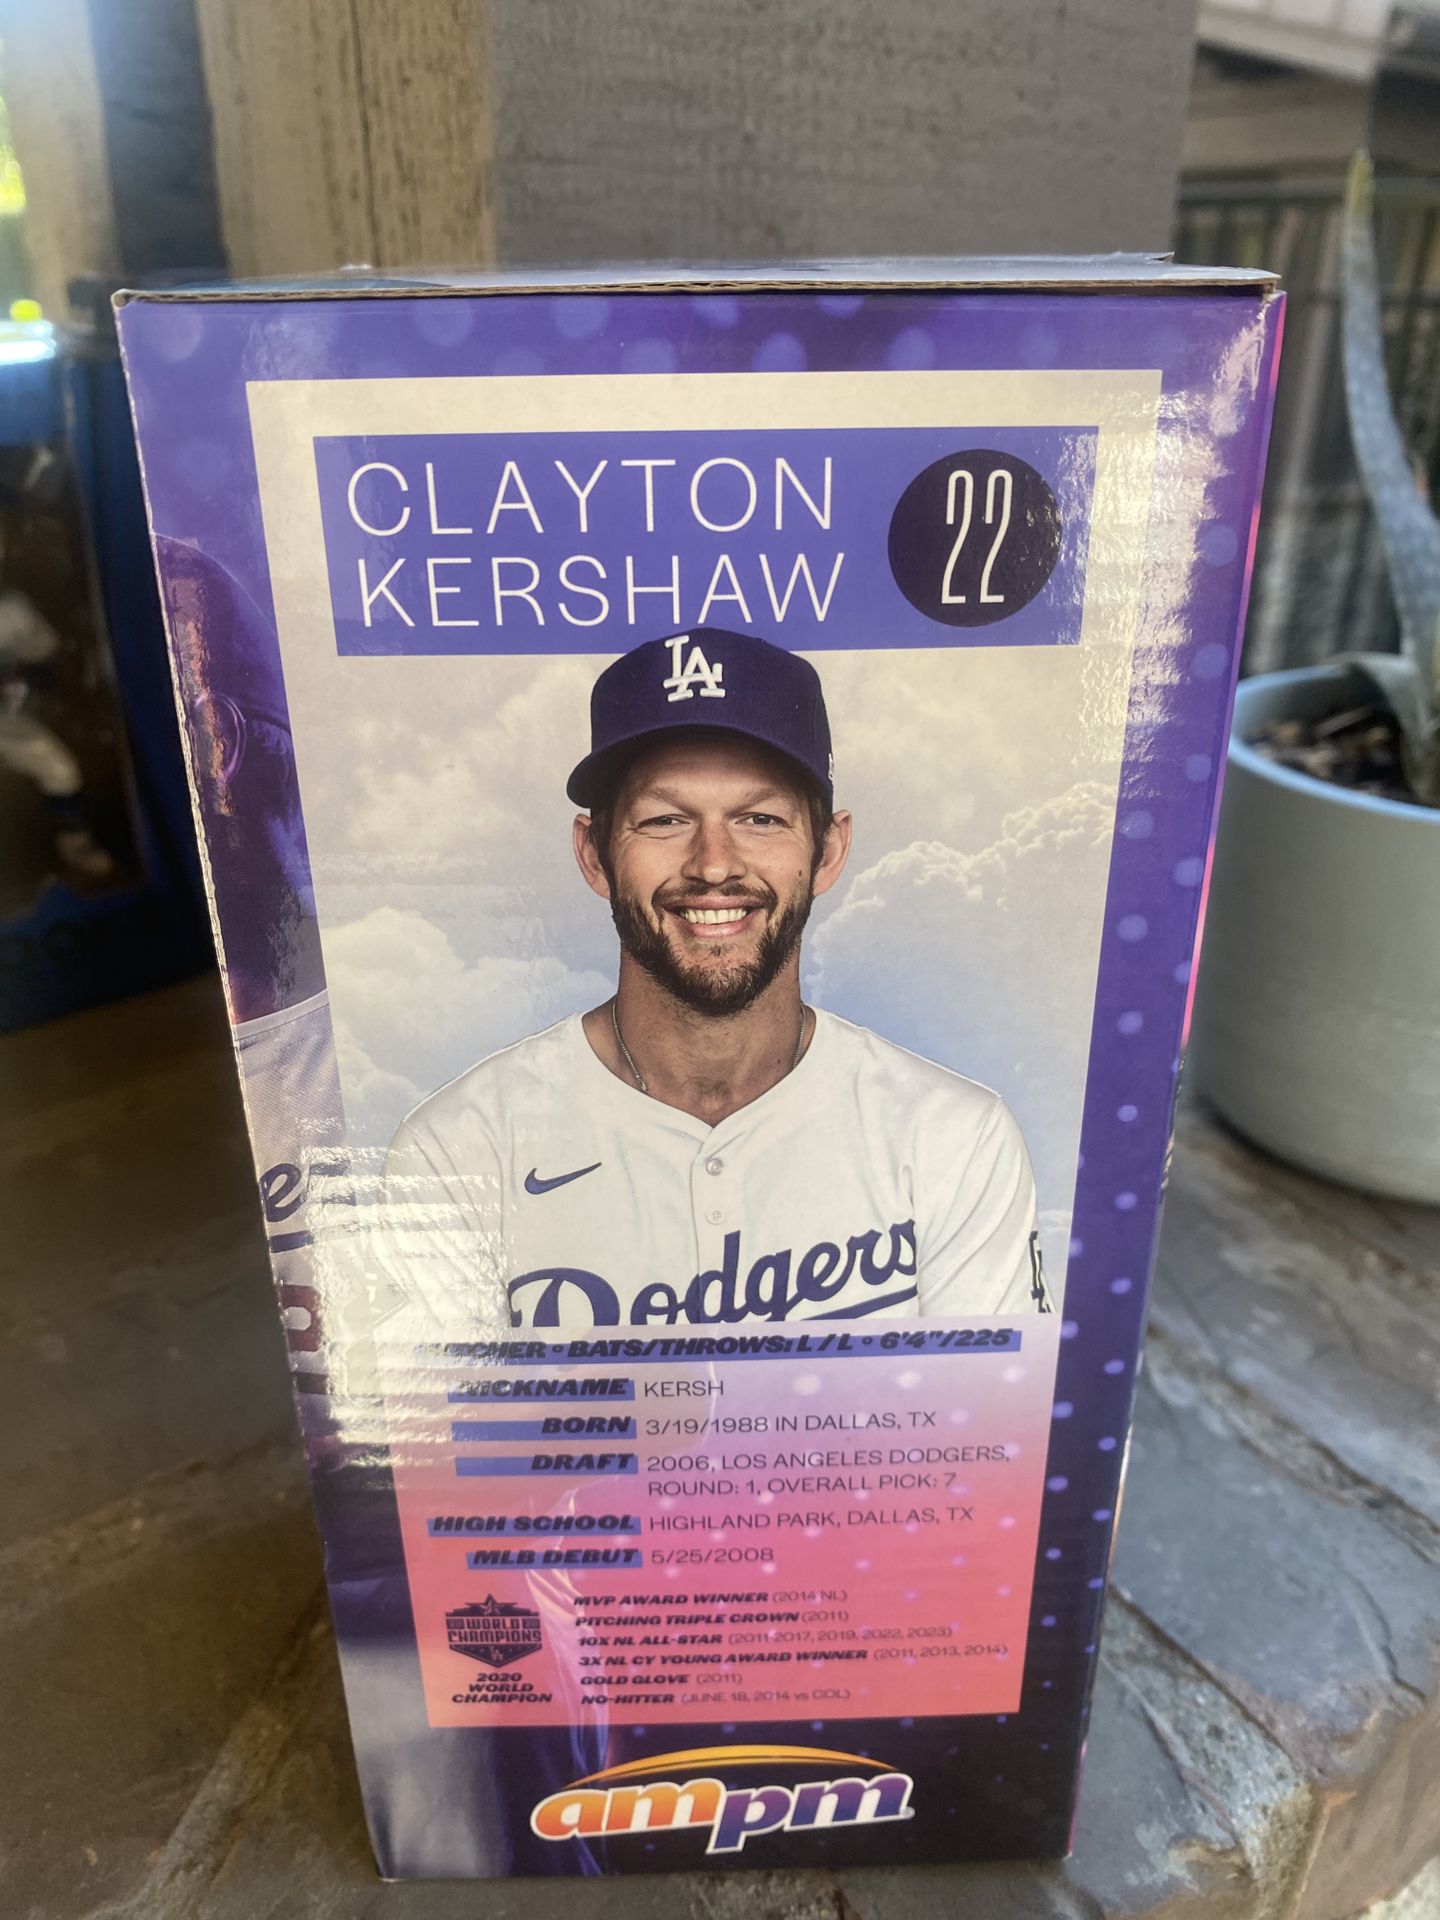 CLAYTON
KERSHAW
22
LA
Dodgers
PITCHER • BATS/THROWS: L / L • 6'4"/225
NICKNAME KERSH
BORN 3/19/1988 IN DALLAS, TX
DRAFT 2006, LOS ANGELES DODGERS,
ROUND: 1, OVERALL PICK: 7
HIGH SCHOOL HIGHLAND PARK, DALLAS, TX
MLB DEBUT 5/25/2008
MVP AWARD WINNER (2014 NL)
PITCHING TRIPLE CROWN (2011)
10X NL ALL-STAR (2011-2017, 2019, 2022, 2023)
3X NL CY YOUNG AWARD WINNER (2011, 2013, 2014)
GOLD GLOVE (2011)
NO-HITTER (JUNE 18, 2014 vs COL)
WORLD
CHAMPIONS
LA
2020
WORLD
CHAMPION
ampm